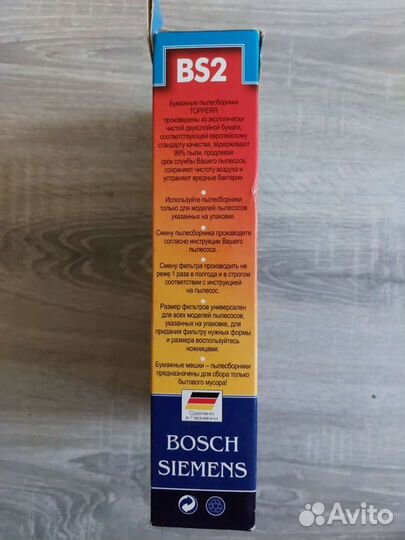 BS2
Бумажные пылесборники
TOPPERR
произведены из экологически
чистой двухслойной бумаги,
соответствующей европейскому
стандарту качества, задерживают
99% пыли, продлевая
срок службы Вашего пылесоса,
сохраняют чистоту воздуха и
устраняют вредные бактерии
Используйте пылесборники
только для моделей пылесосов
указанных на упаковке.
Смену пылесборника производите
согласно инструкции Вашего
пылесоса.
Смену фильтра производить не
реже 1 раза в полгода и в строгом
соответствии с инструкцией
на пылесос.
Размер фильтров универсален
для всех моделей пылесосов,
указанных на упаковке, для
придания фильтру нужных формы
и размера воспользуйтесь
ножницами.
Бумажные мешки – пылесборники
предназначены для сбора только
бытового мусора!
Сделано
в Германии
BOSCH
SIEMENS
Avito